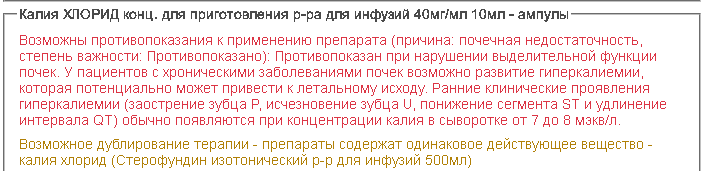 Калия ХЛОРИД конц. для приготовления р-ра для инфузий 40мг/мл 10мл - ампулы
Возможны противопоказания к применению препарата (причина: почечная недостаточность,
степень важности: Противопоказано): Противопоказан при нарушении выделительной функции
почек. У пациентов с хроническими заболеваниями почек возможно развитие гиперкалиемии,
которая потенциально может привести к летальному исходу. Ранние клинические проявления
гиперкалиемии (заострение зубца Р, исчезновение зубца U, понижение сегмента ST и удлинение
интервала QT) обычно появляются при концентрации калия в сыворотке от 7 до 8 мэкв/л.
Возможное дублирование терапии - препараты содержат одинаковое действующее вещество -
калия хлорид (Стерофундин изотонический р-р для инфузий 500мл)